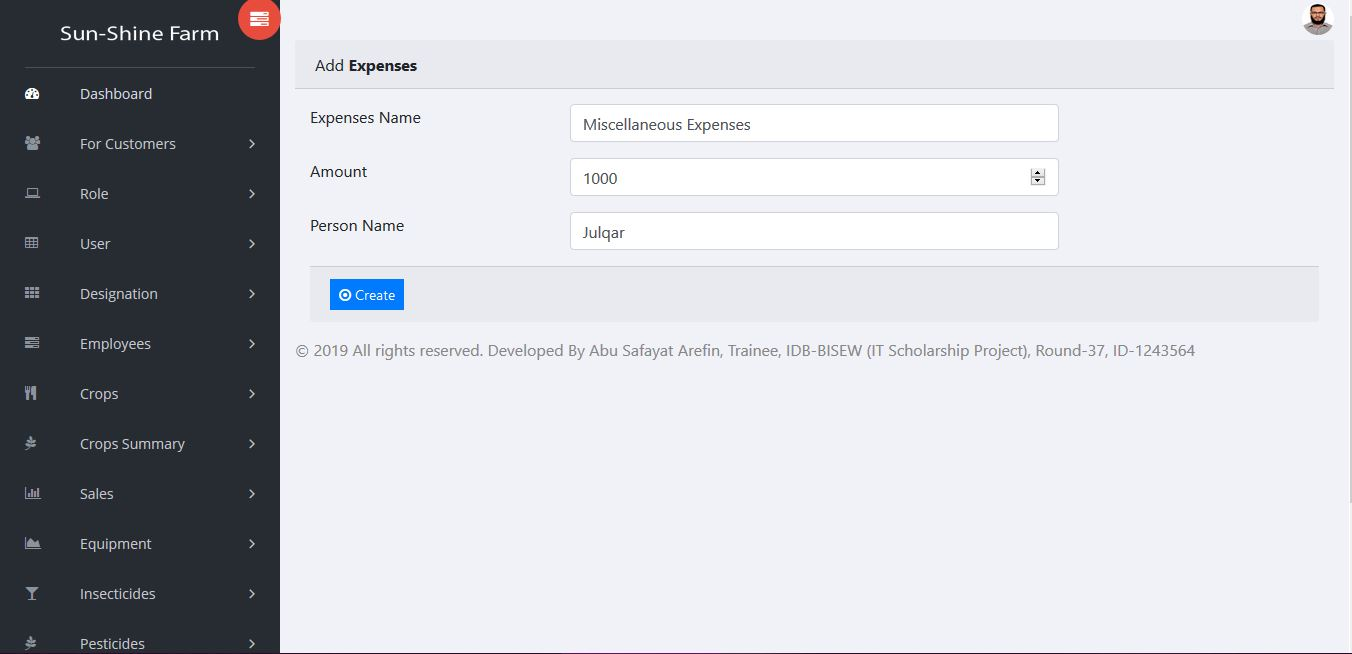 Sun-Shine Farm
Dashboard
For Customers
Role
User
Designation
Employees
Crops
Crops Summary
Sales
Equipment
Insecticides
Pesticides
Add Expenses
Expenses Name
Miscellaneous Expenses
Amount
1000
Person Name
Julqar
Create
© 2019 All rights reserved. Developed By Abu Safayat Arefin, Trainee, IDB-BISEW (IT Scholarship Project), Round-37, ID-1243564